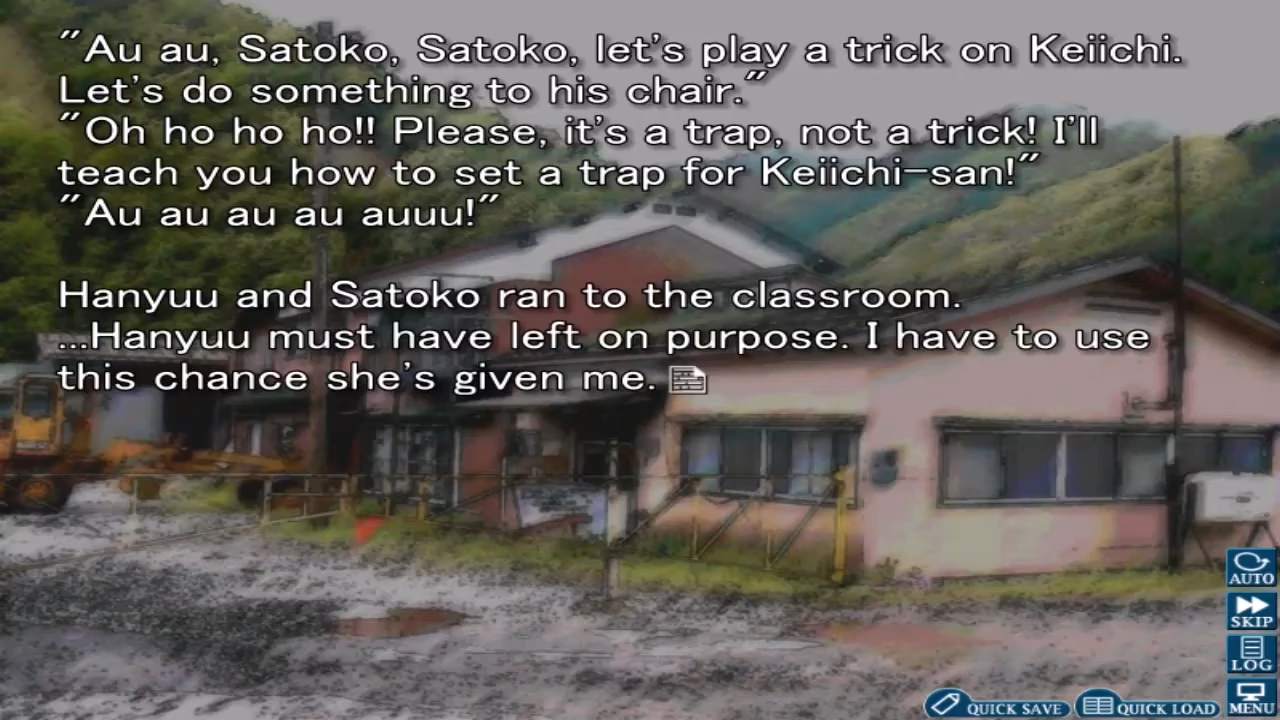 "Au au, Satoko, Satoko, let's play a trick on Keiichi.
Let's do something to his chair."
"Oh ho ho ho!! Please, it's a trap, not a trick! I'll
teach you how to set a trap for Keiichi-san!"
"Au au au au auuu!"
Hanyuu and Satoko ran to the classroom.
...Hanyuu must have left on purpose. I have to use
this chance she's given me.
AUTO
SKIP
LOG
QUICK SAVE QUICK LOAD MENU